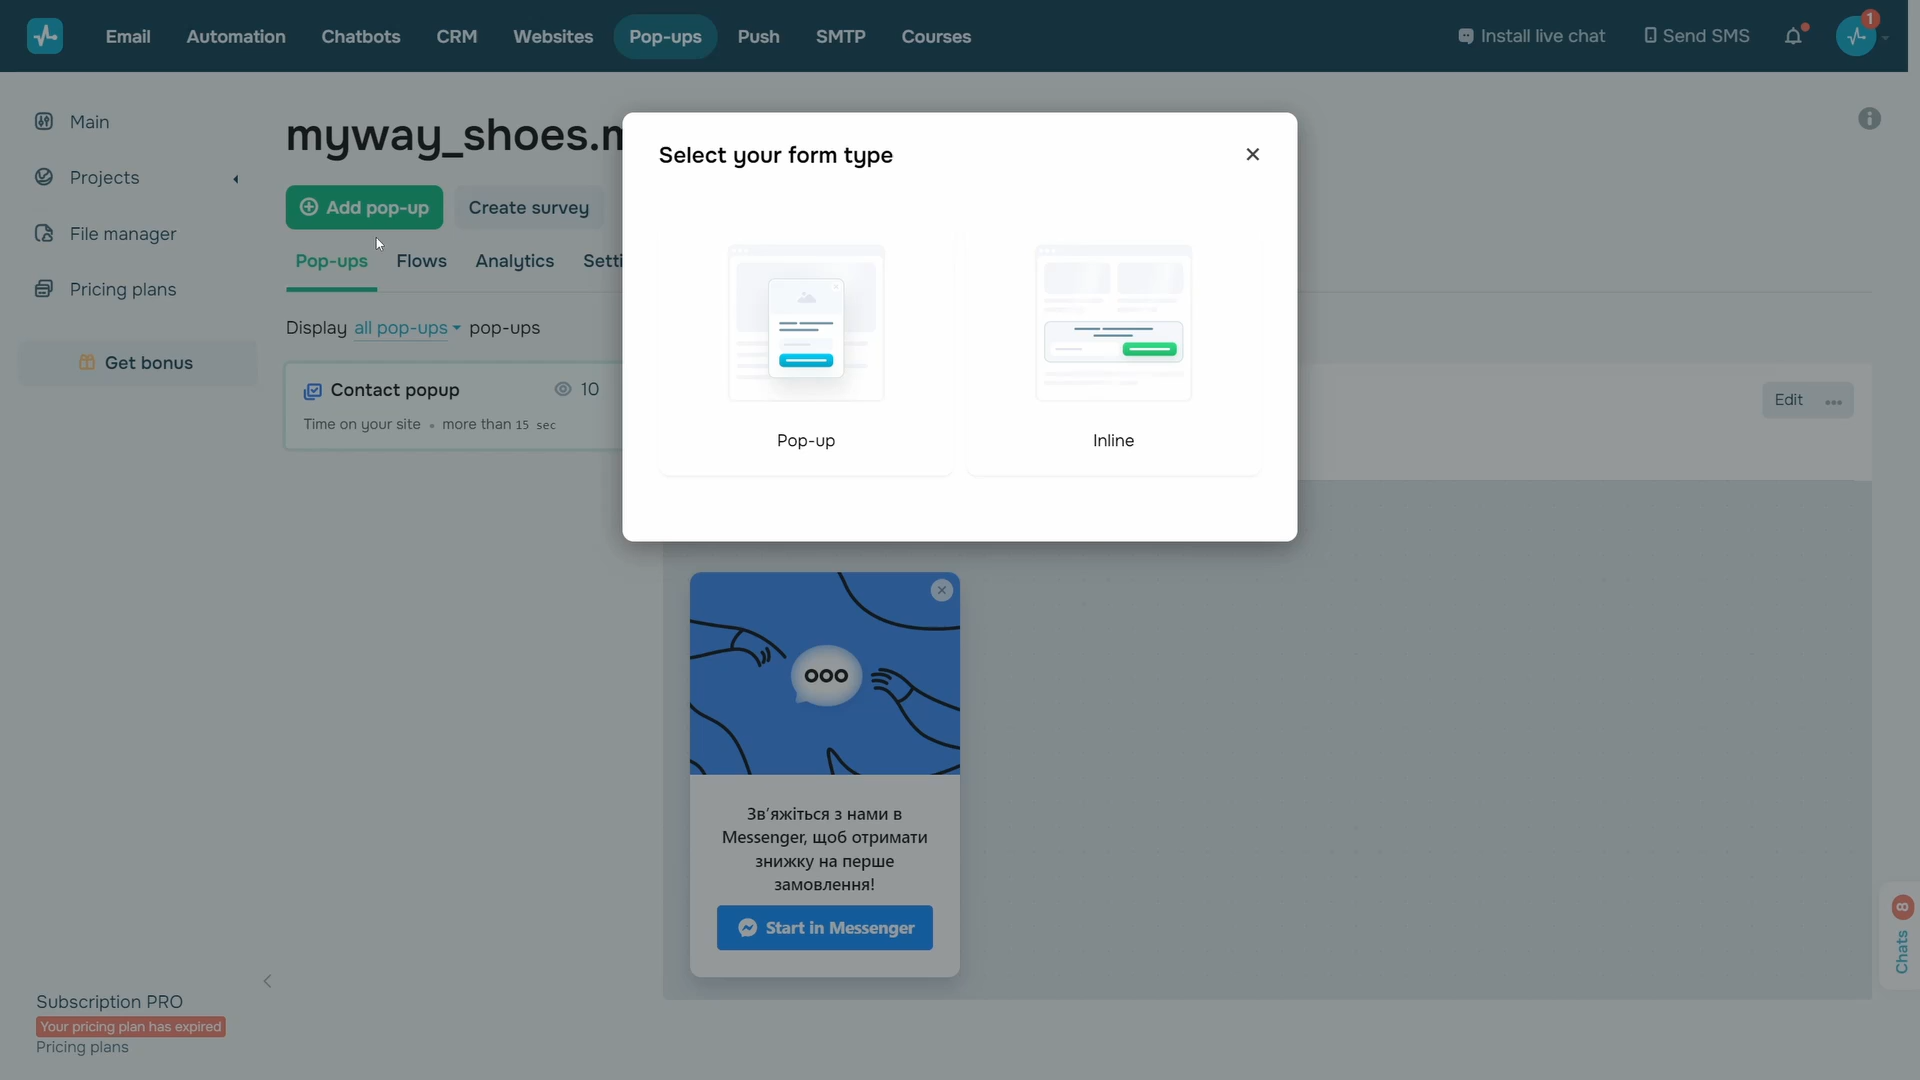 Email Automation Chatbots CRM Websites Pop-ups Push SMTP Courses Install live chat Send SMS 1
Main
Projects
File manager
Pricing plans
Get bonus
myway_shoes.m
Add pop-up Create survey
Pop-ups Flows Analytics Setti
Display all pop-ups pop-ups
Contact popup 10
Time on your site • more than 15 sec
Select your form type
Pop-up Inline
Edit
Зв’яжіться з нами в
Messenger, щоб отримати
знижку на перше
замовлення!
Start in Messenger
Chats 8
Subscription PRO
Your pricing plan has expired
Pricing plans